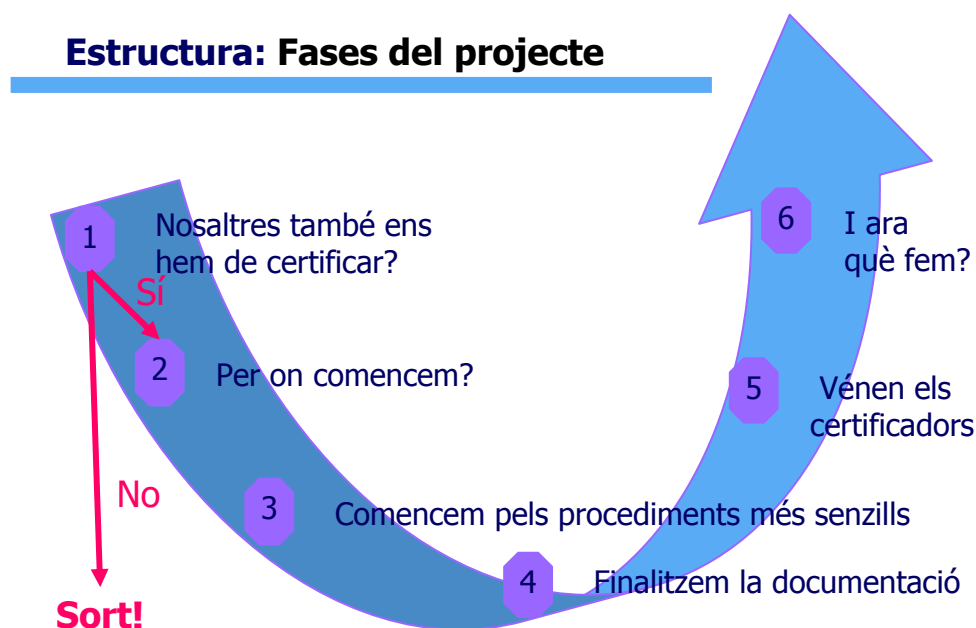 Estructura: Fases del projecte
1
Nosaltres també ens
hem de certificar?
Sí
2
Per on comencem?
No
Sort!
3
Comencem pels procediments més senzills
4
Finalitzem la documentació
5
Vénen els
certificadors
6
I ara
què fem?